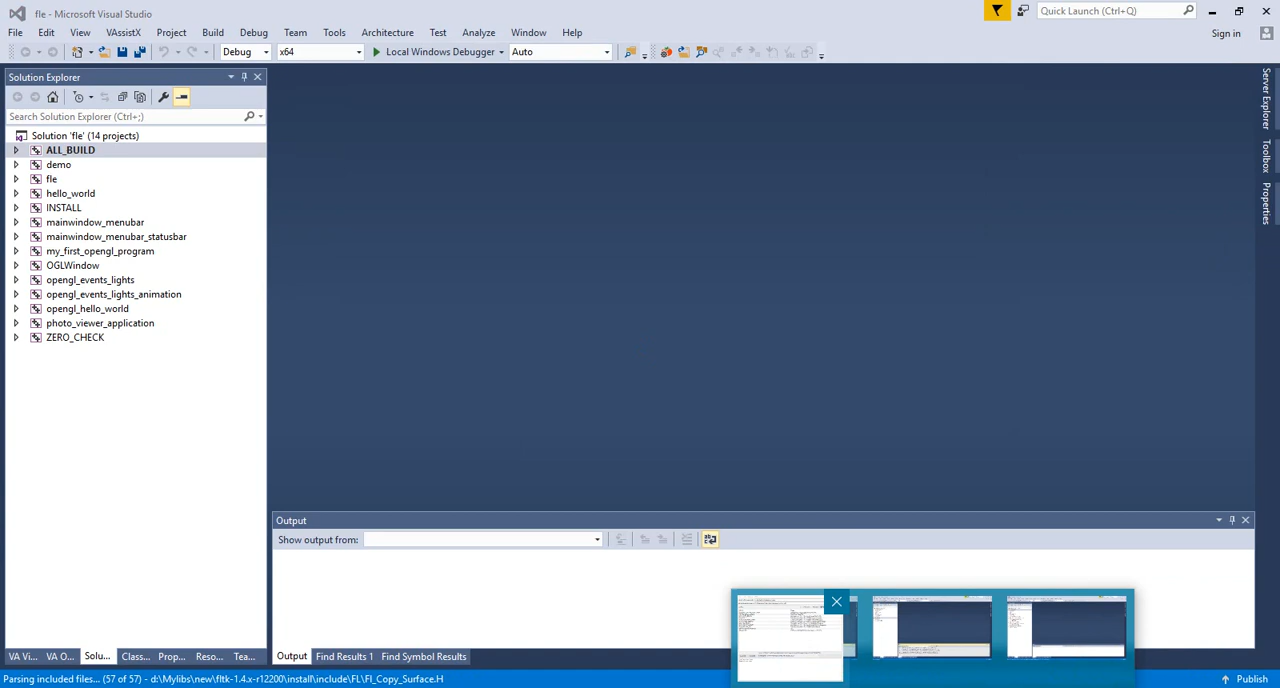 fle - Microsoft Visual Studio
Quick Launch (Ctrl+Q)
File Edit View VAssistX Project Build Debug Team Tools Architecture Test Analyze Window Help
Sign in
Debug x64 Local Windows Debugger Auto
Solution Explorer
Search Solution Explorer (Ctrl+;)
Solution 'fle' (14 projects)
ALL_BUILD
demo
fle
hello_world
INSTALL
mainwindow_menubar
mainwindow_menubar_statusbar
my_first_opengl_program
OGLWindow
opengl_events_lights
opengl_events_lights_animation
opengl_hello_world
photo_viewer_application
ZERO_CHECK
Server Explorer
Toolbox
Properties
Output
Show output from:
VA Vi... VA O... Solu... Class... Prop... Reso... Tea...
Output Find Results 1 Find Symbol Results
Parsing included files... (57 of 57) - d:\Mylibs\new\fltk-1.4.x-r12200\install\include\FL\Fl_Copy_Surface.H
Publish